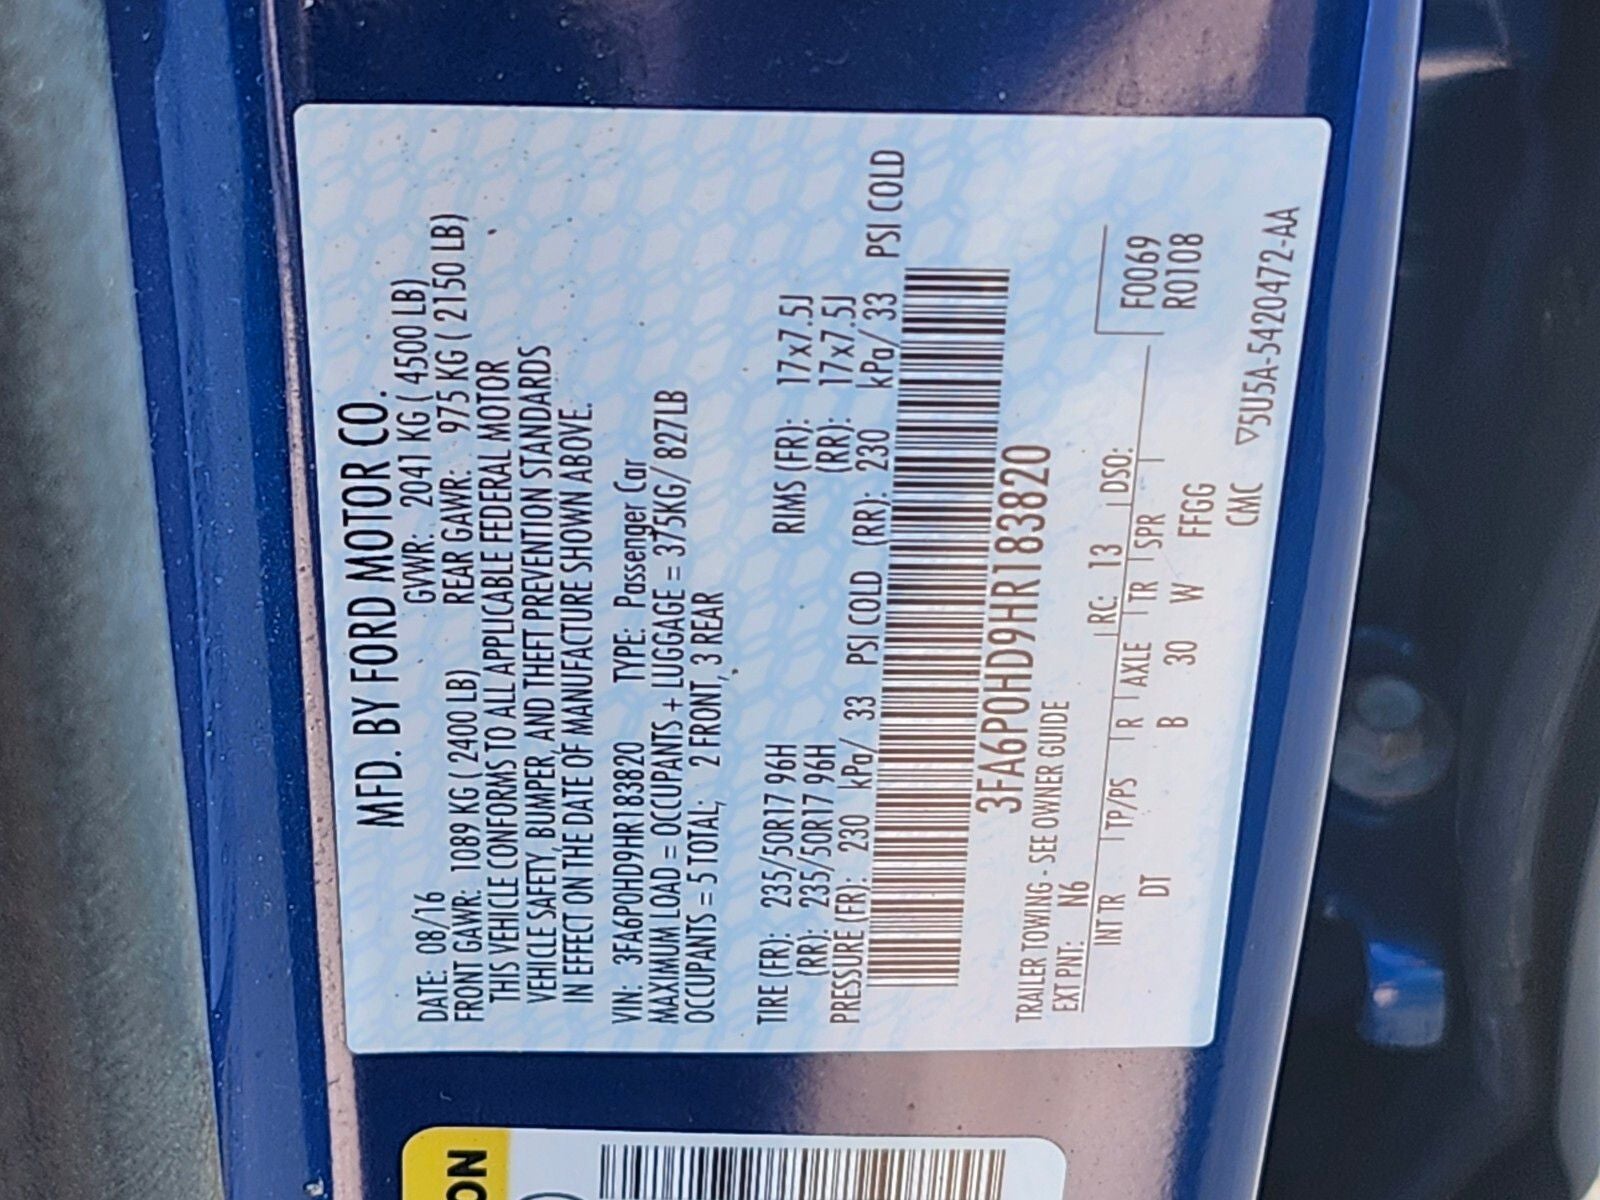 MFD. BY FORD MOTOR CO.
DATE: 08/16 GVWR: 2041 KG ( 4500 LB)
FRONT GAWR: 1089 KG ( 2400 LB) REAR GAWR: 975 KG ( 2150 LB)
THIS VEHICLE CONFORMS TO ALL APPLICABLE FEDERAL MOTOR
VEHICLE SAFETY, BUMPER, AND THEFT PREVENTION STANDARDS
IN EFFECT ON THE DATE OF MANUFACTURE SHOWN ABOVE.
VIN: 3FA6P0HD9HR183820 TYPE: Passenger Car
MAXIMUM LOAD = OCCUPANTS + LUGGAGE = 375KG/ 827LB
OCCUPANTS = 5 TOTAL, 2 FRONT, 3 REAR
TIRE (FR): 235/50R17 96H RIMS (FR): 17x7.5J
(RR): 235/50R17 96H (RR): 17x7.5J
PRESSURE (FR): 230 kPa/ 33 PSI COLD (RR): 230 kPa/ 33 PSI COLD
3FA6P0HD9HR183820
TRAILER TOWING - SEE OWNER GUIDE
EXT PNT: N6 RC: 13 DSO:
INT TR TP/PS R AXLE TR SPR
DT B 30 W FFGG
F0069
R0108
CMC ▽5U5A-5420472-AA
ON